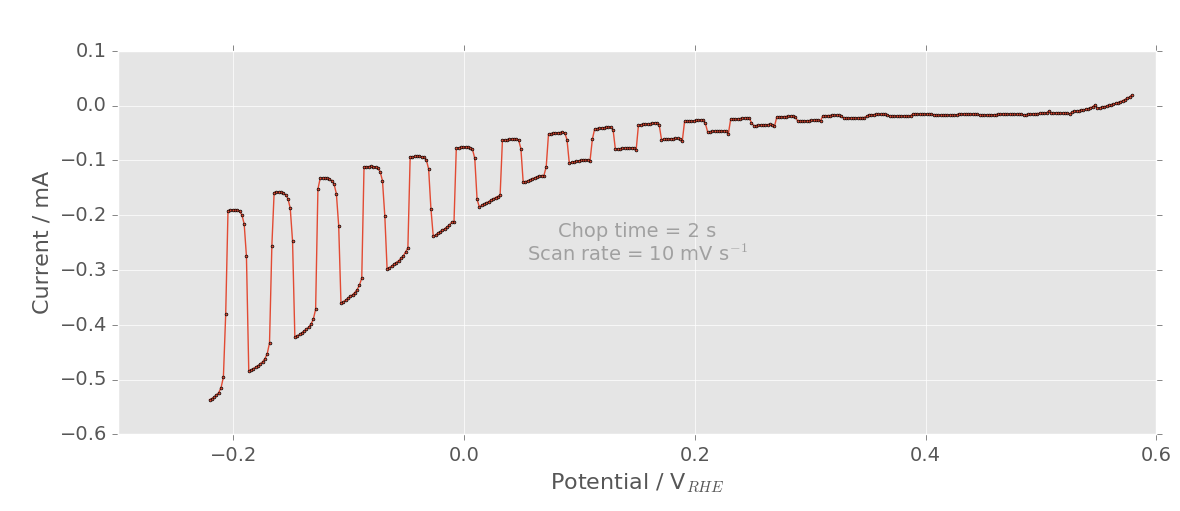 0.1
0.0
−0.1
−0.2
−0.3
−0.4
−0.5
−0.6
Current / mA
Chop time = 2 s
Scan rate = 10 mV s⁻¹
−0.2 0.0 0.2 0.4 0.6
Potential / V_RHE